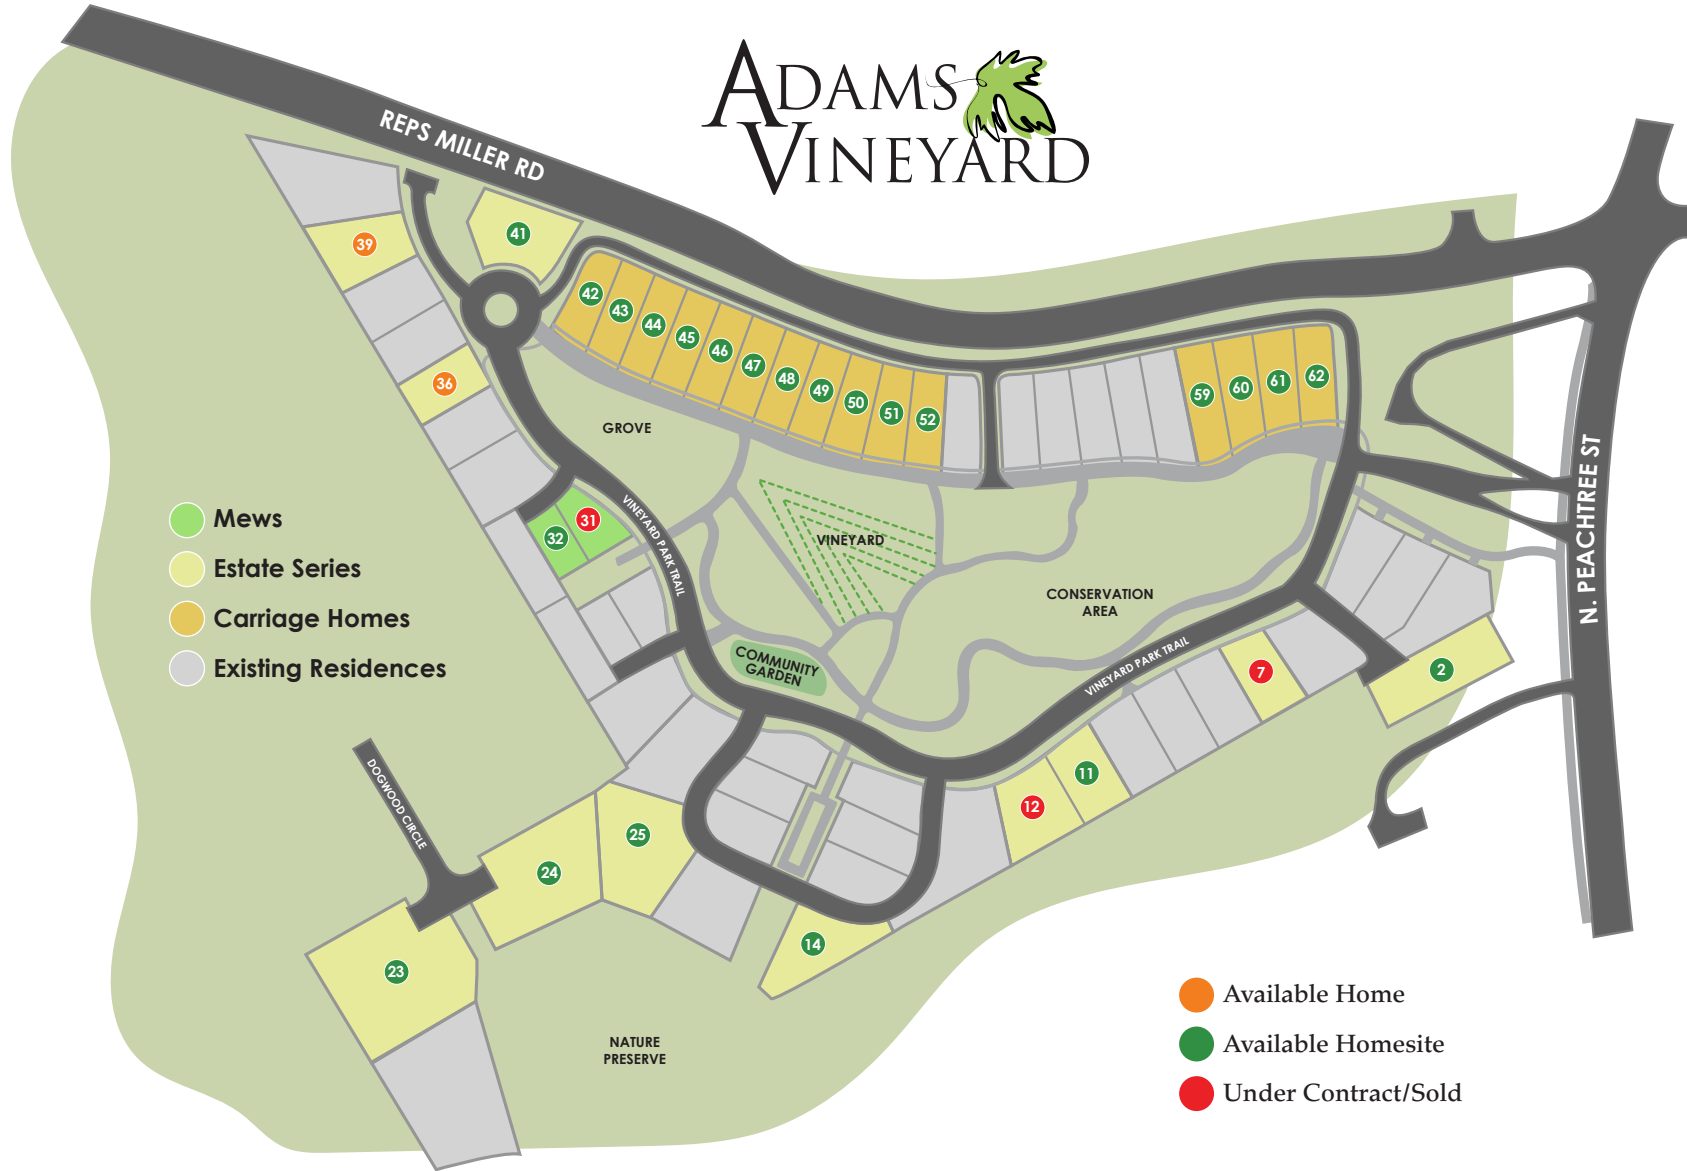 ADAMS
VINEYARD
REPS MILLER RD
N. PEACHTREE ST
39
41
36
42
43
44
45
46
47
48
49
50
51
52
59
60
61
62
GROVE
VINEYARD
VINEYARD PARK TRAIL
31
32
CONSERVATION
AREA
COMMUNITY
GARDEN
VINEYARD PARK TRAIL
7
2
11
12
14
25
24
23
DOGWOOD CIRCLE
NATURE
PRESERVE
Mews
Estate Series
Carriage Homes
Existing Residences
Available Home
Available Homesite
Under Contract/Sold